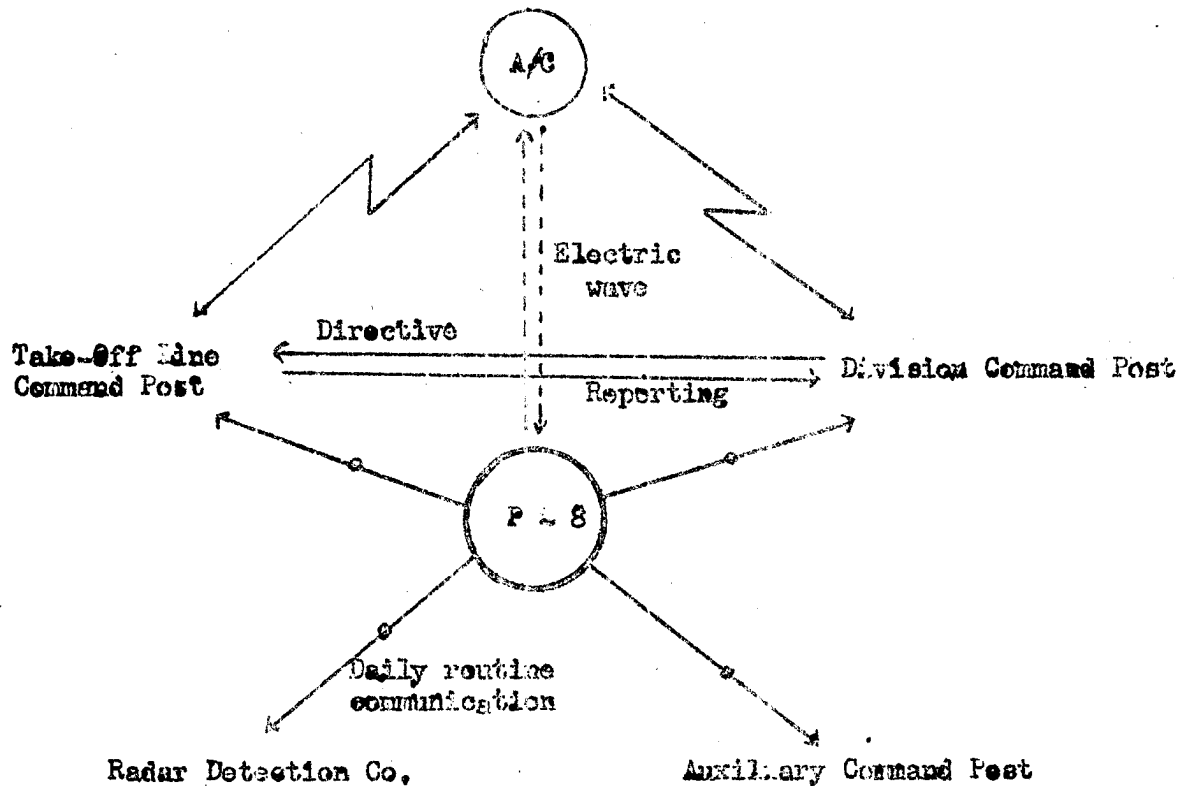 A/C
Electric
wave
Directive
Take-Off Line
Command Post
Division Command Post
Reporting
P - 8
Daily routine
communication
Radar Detection Co.
Auxiliary Command Post